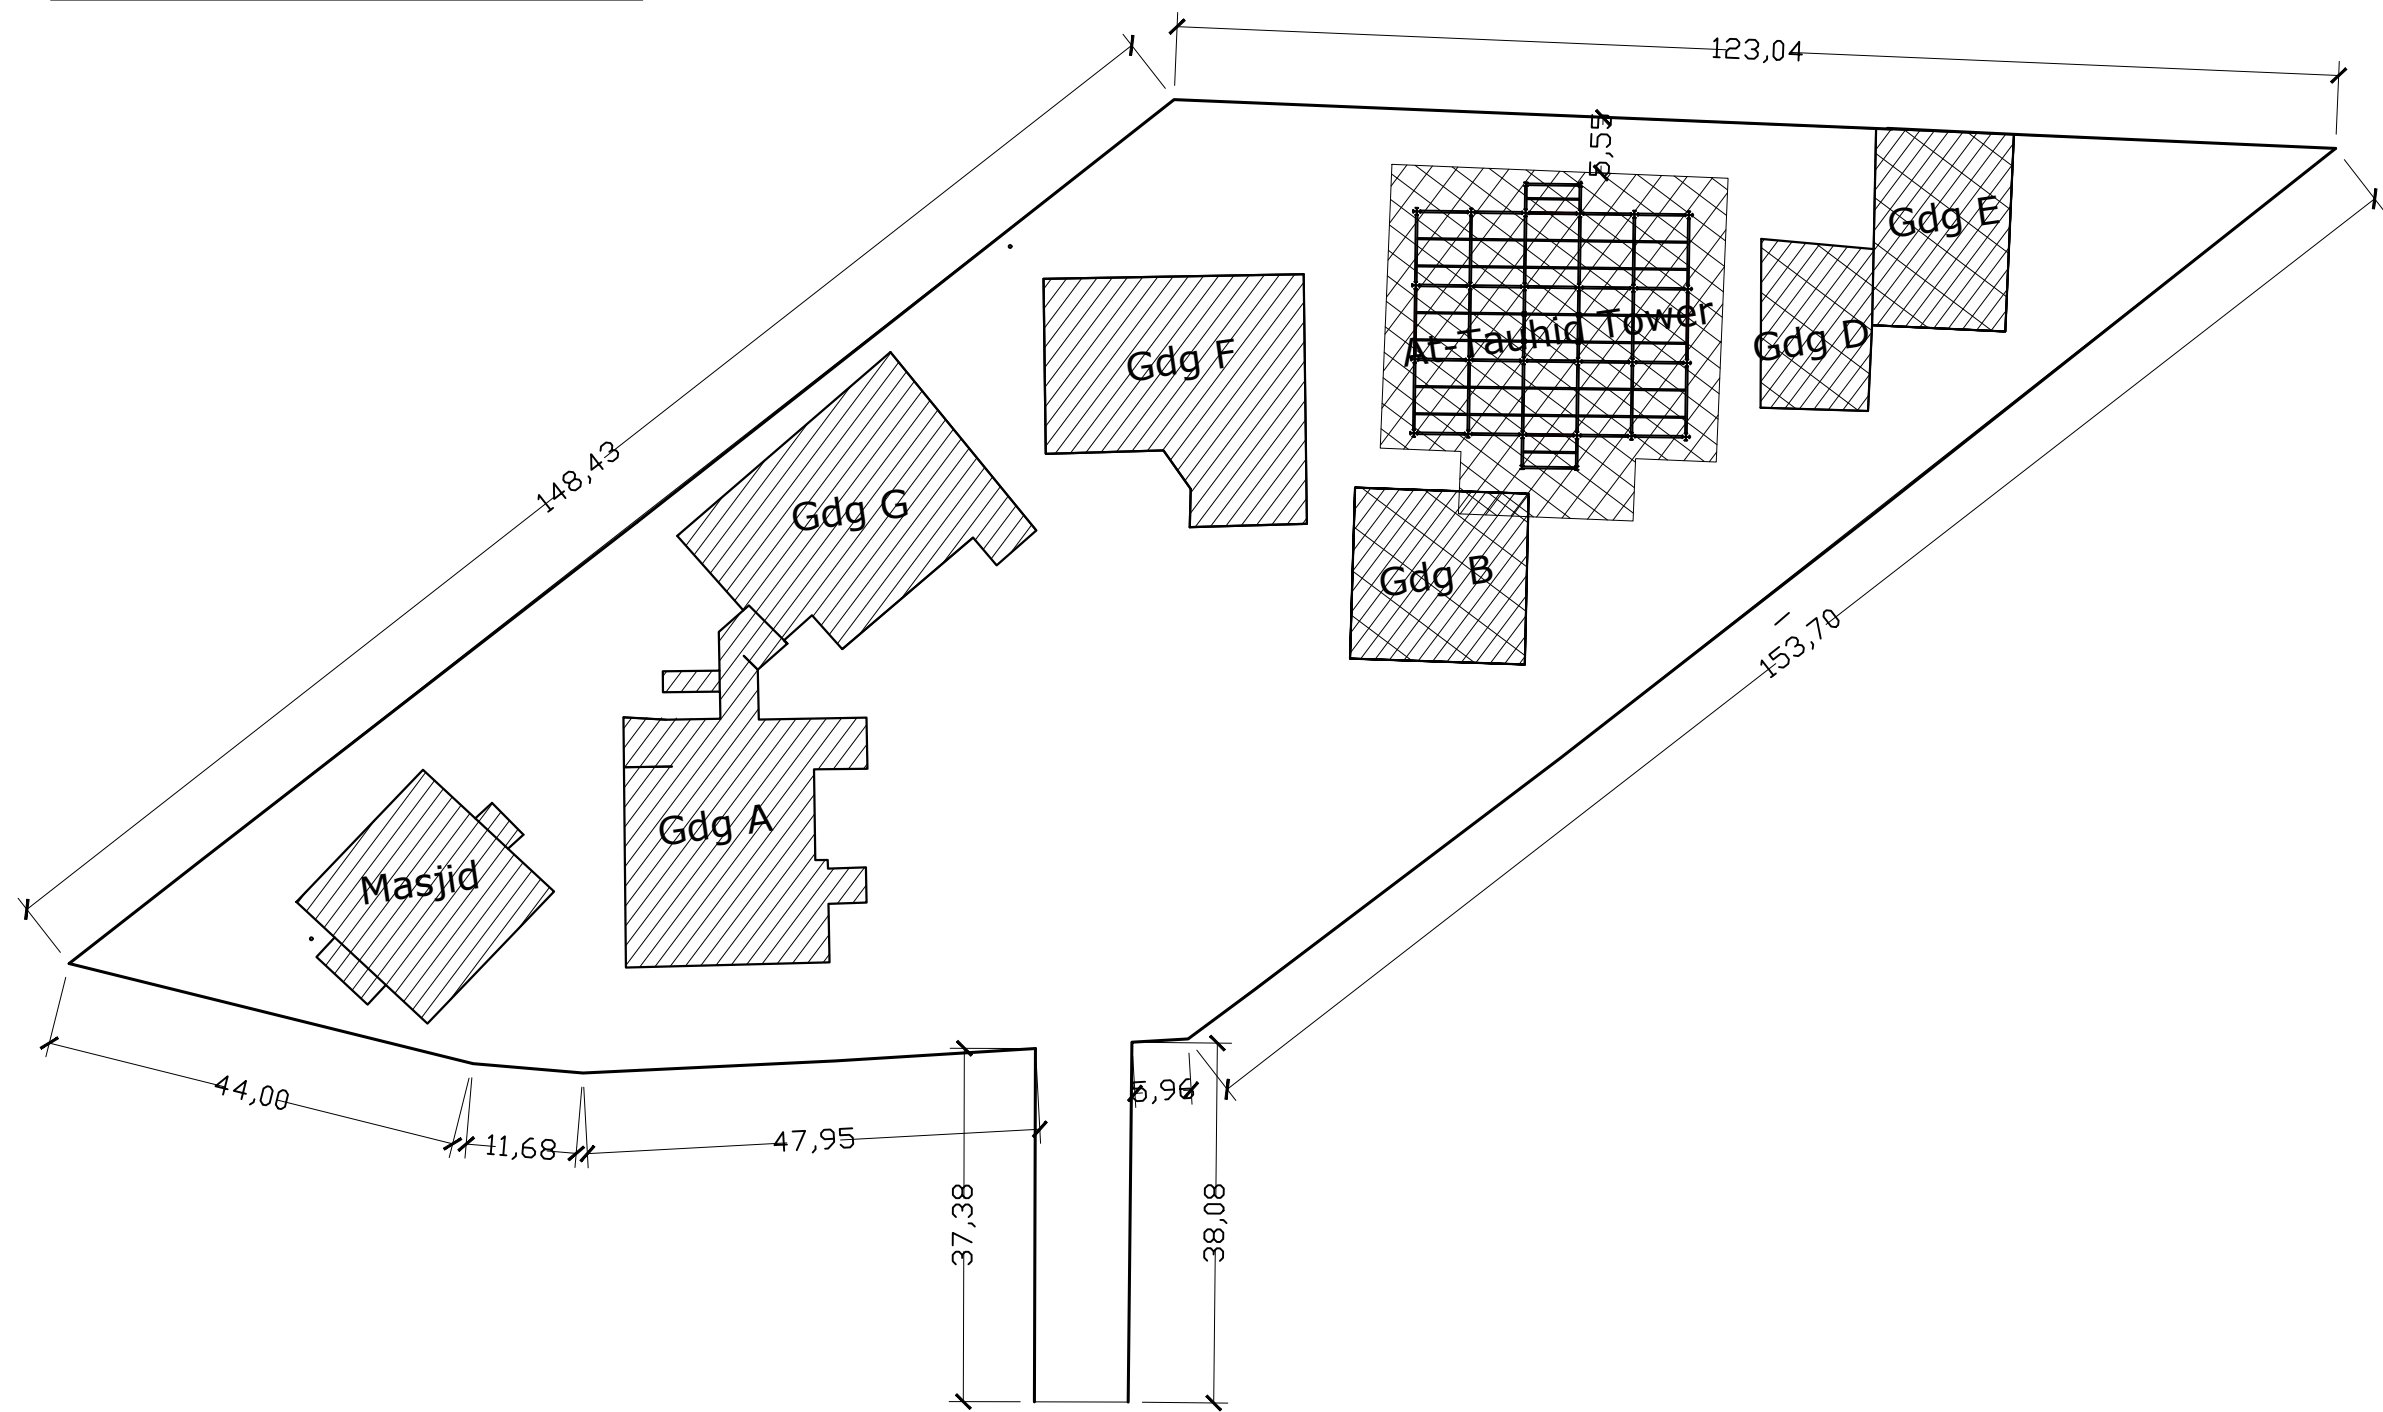 123,04
5,55
Gdg E
At-Tauhid Tower
Gdg D
Gdg F
148,43
Gdg G
Gdg B
153,70
Gdg A
Masjid
44,00
11,68
47,95
5,96
37,38
38,08